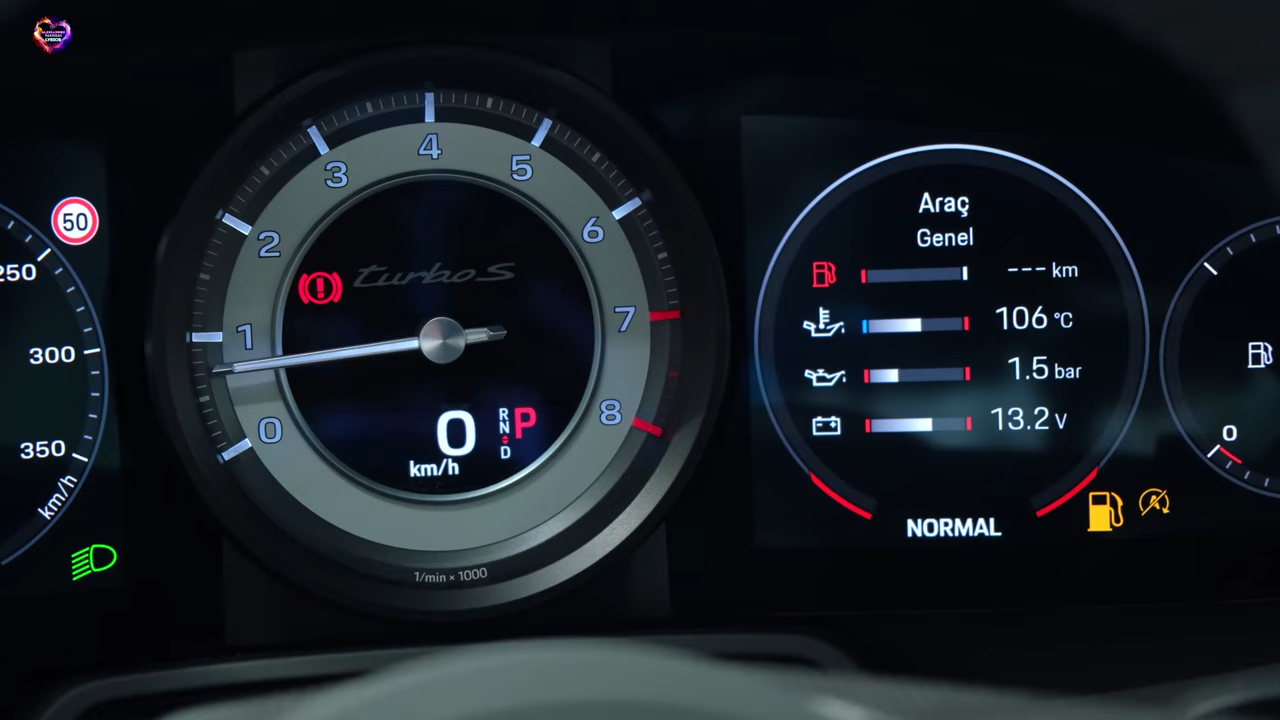 50
250
300
350
km/h
0
1
2
3
4
5
6
7
8
turbo S
0
km/h
R
N
D
P
1/min × 1000
Araç
Genel
--- km
106 °C
1.5 bar
13.2 V
NORMAL
0